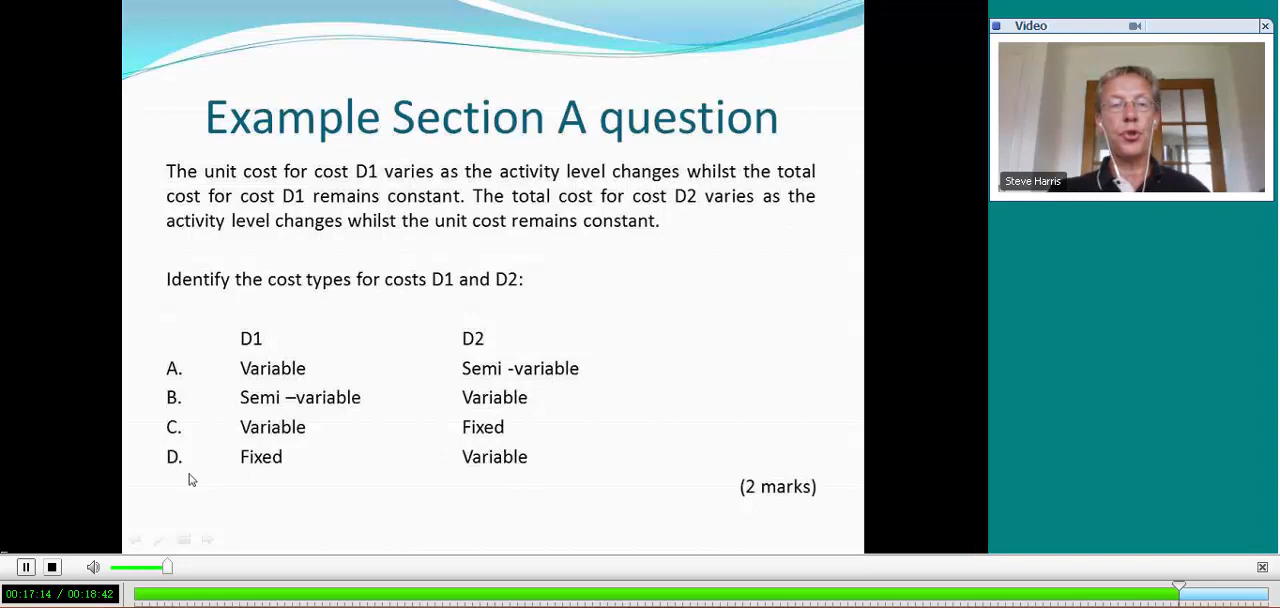 Example Section A question
The unit cost for cost D1 varies as the activity level changes whilst the total
cost for cost D1 remains constant. The total cost for cost D2 varies as the
activity level changes whilst the unit cost remains constant.
Identify the cost types for costs D1 and D2:
D1 D2
A. Variable Semi -variable
B. Semi –variable Variable
C. Variable Fixed
D. Fixed Variable
(2 marks)
Video
Steve Harris
00:17:14 / 00:18:42